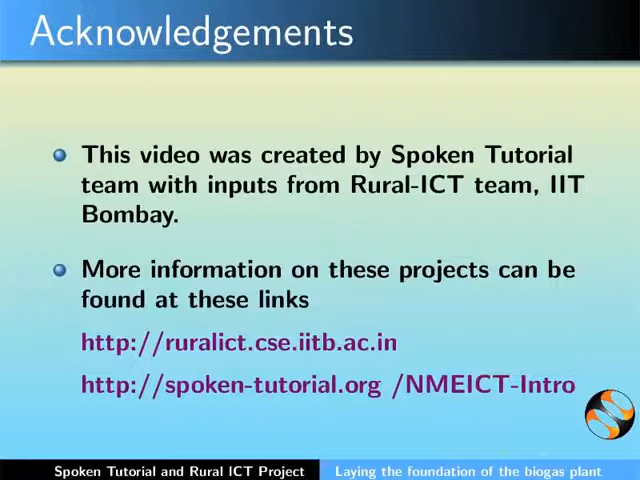 Acknowledgements
This video was created by Spoken Tutorial
team with inputs from Rural-ICT team, IIT
Bombay.
More information on these projects can be
found at these links
http://ruralict.cse.iitb.ac.in
http://spoken-tutorial.org /NMEICT-Intro
Spoken Tutorial and Rural ICT Project
Laying the foundation of the biogas plant